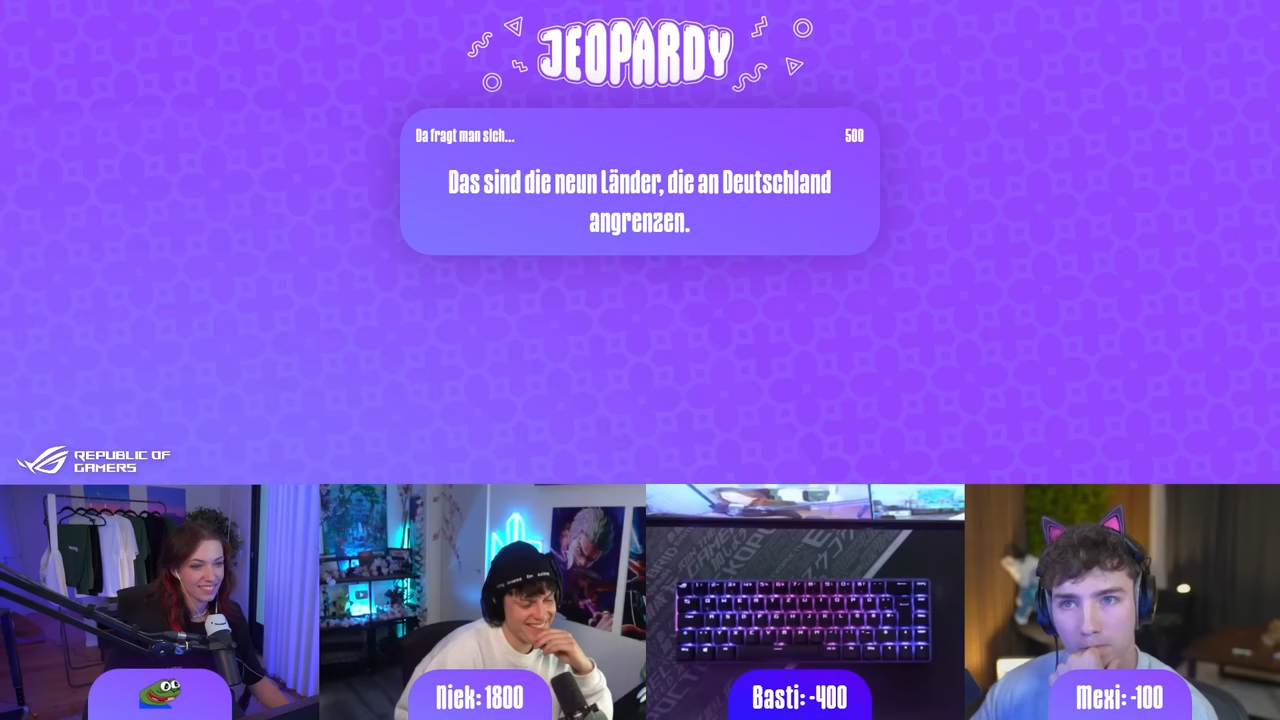 JEOPARDY
Da fragt man sich...
500
Das sind die neun Länder, die an Deutschland
angrenzen.
REPUBLIC OF
GAMERS
Niek: 1800
Basti: -400
Mexi: -100